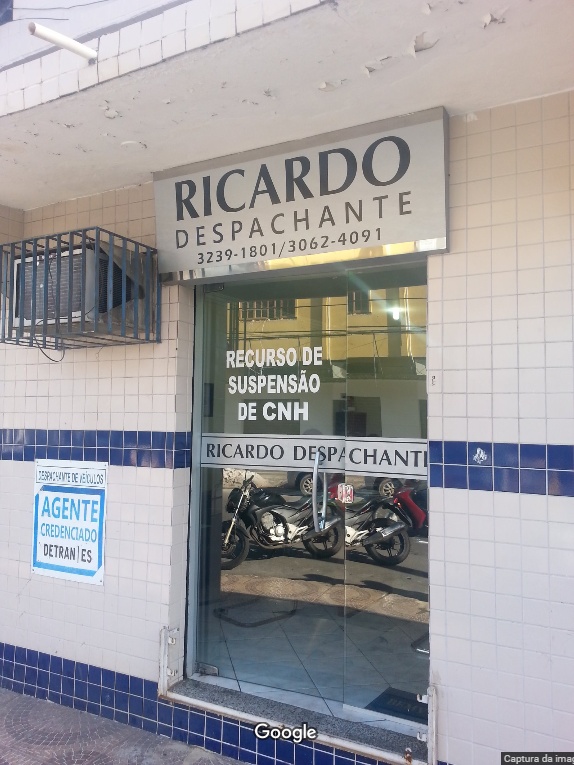 RICARDO
DESPACHANTE
3239-1801/3062-4091
RECURSO DE
SUSPENSÃO
DE CNH
RICARDO DESPACHANTE
DESPACHANTE DE VEÍCULOS
AGENTE
CREDENCIADO
DETRAN|ES
Google
Captura da imag